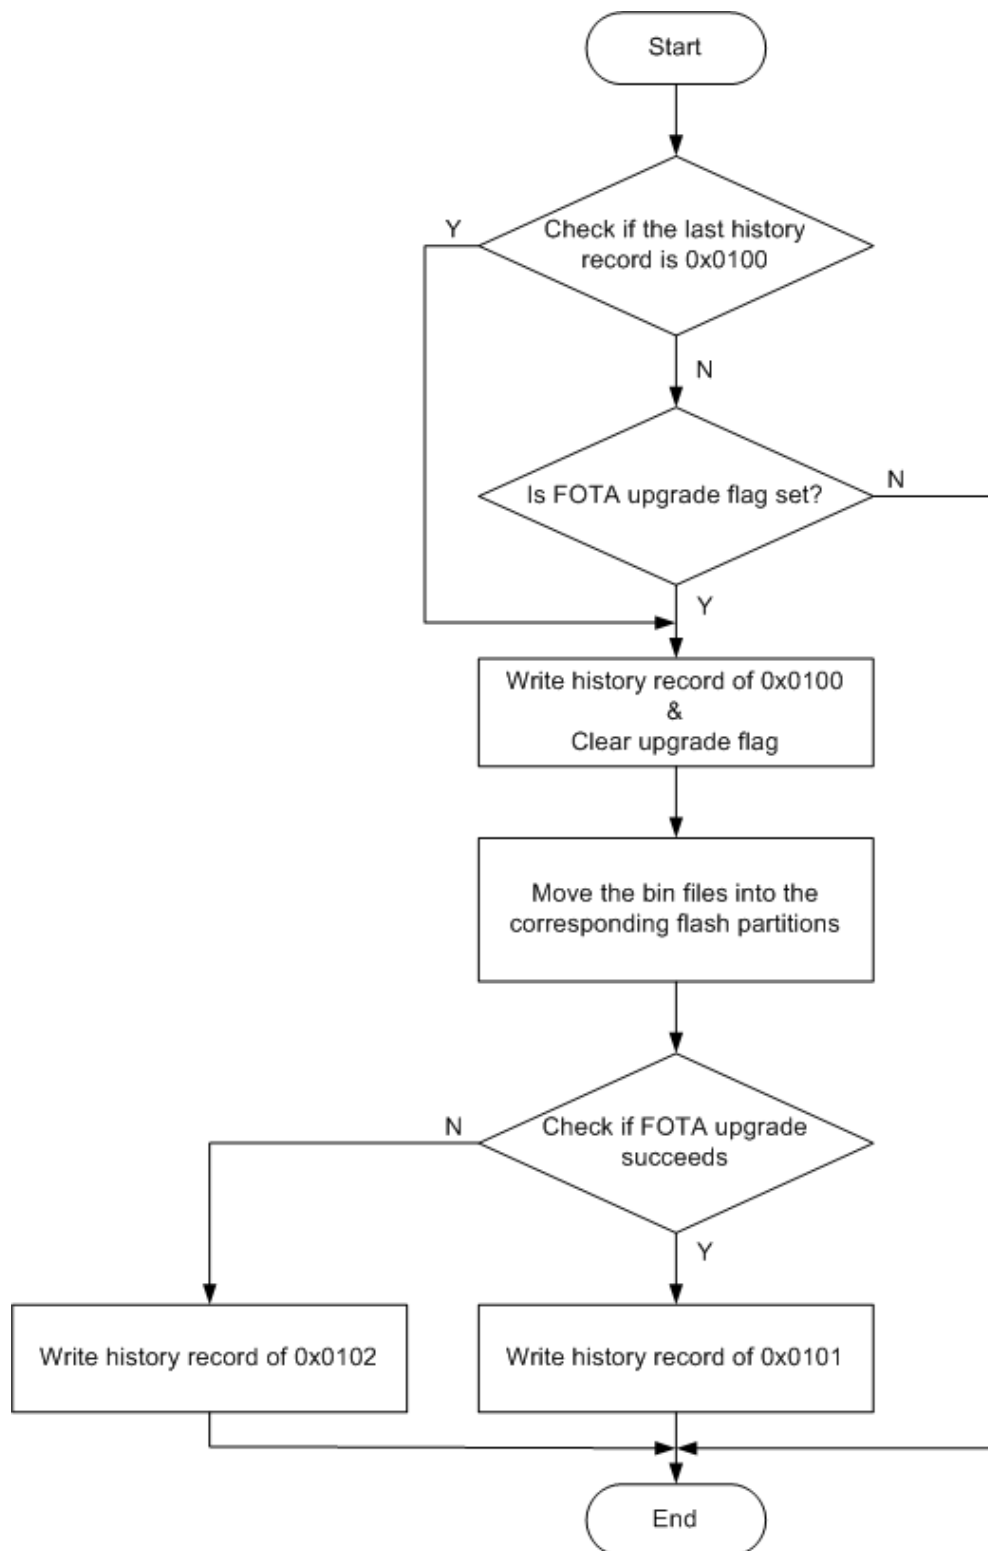 Start
Y
Check if the last history
record is 0x0100
N
Is FOTA upgrade flag set?
N
Y
Write history record of 0x0100
&
Clear upgrade flag
Move the bin files into the
corresponding flash partitions
N
Check if FOTA upgrade
succeeds
Y
Write history record of 0x0102
Write history record of 0x0101
End